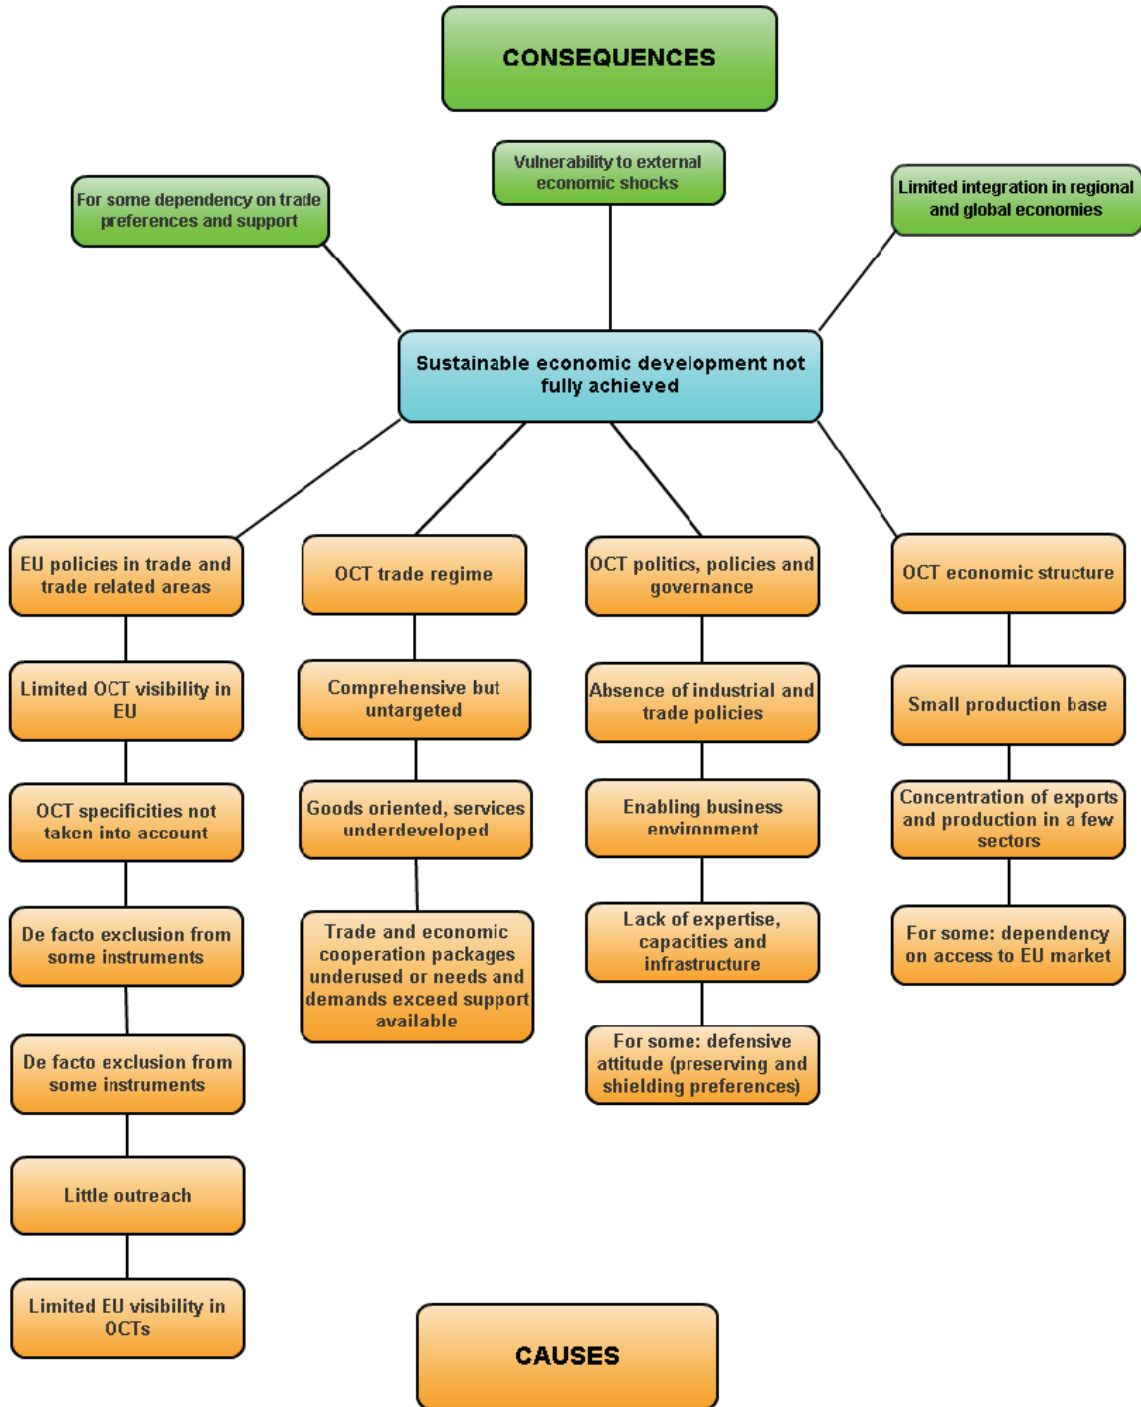 CONSEQUENCES
For some dependency on trade
preferences and support
Vulnerability to external
economic shocks
Limited integration in regional
and global economies
Sustainable economic development not
fully achieved
EU policies in trade and
trade related areas
Limited OCT visibility in
EU
OCT specificities not
taken into account
De facto exclusion from
some instruments
De facto exclusion from
some instruments
Little outreach
Limited EU visibility in
OCTs
OCT trade regime
Comprehensive but
untargeted
Goods oriented, services
underdeveloped
Trade and economic
cooperation packages
underused or needs and
demands exceed support
available
OCT politics, policies and
governance
Absence of industrial and
trade policies
Enabling business
environment
Lack of expertise,
capacities and
infrastructure
For some: defensive
attitude (preserving and
shielding preferences)
OCT economic structure
Small production base
Concentration of exports
and production in a few
sectors
For some: dependency
on access to EU market
CAUSES